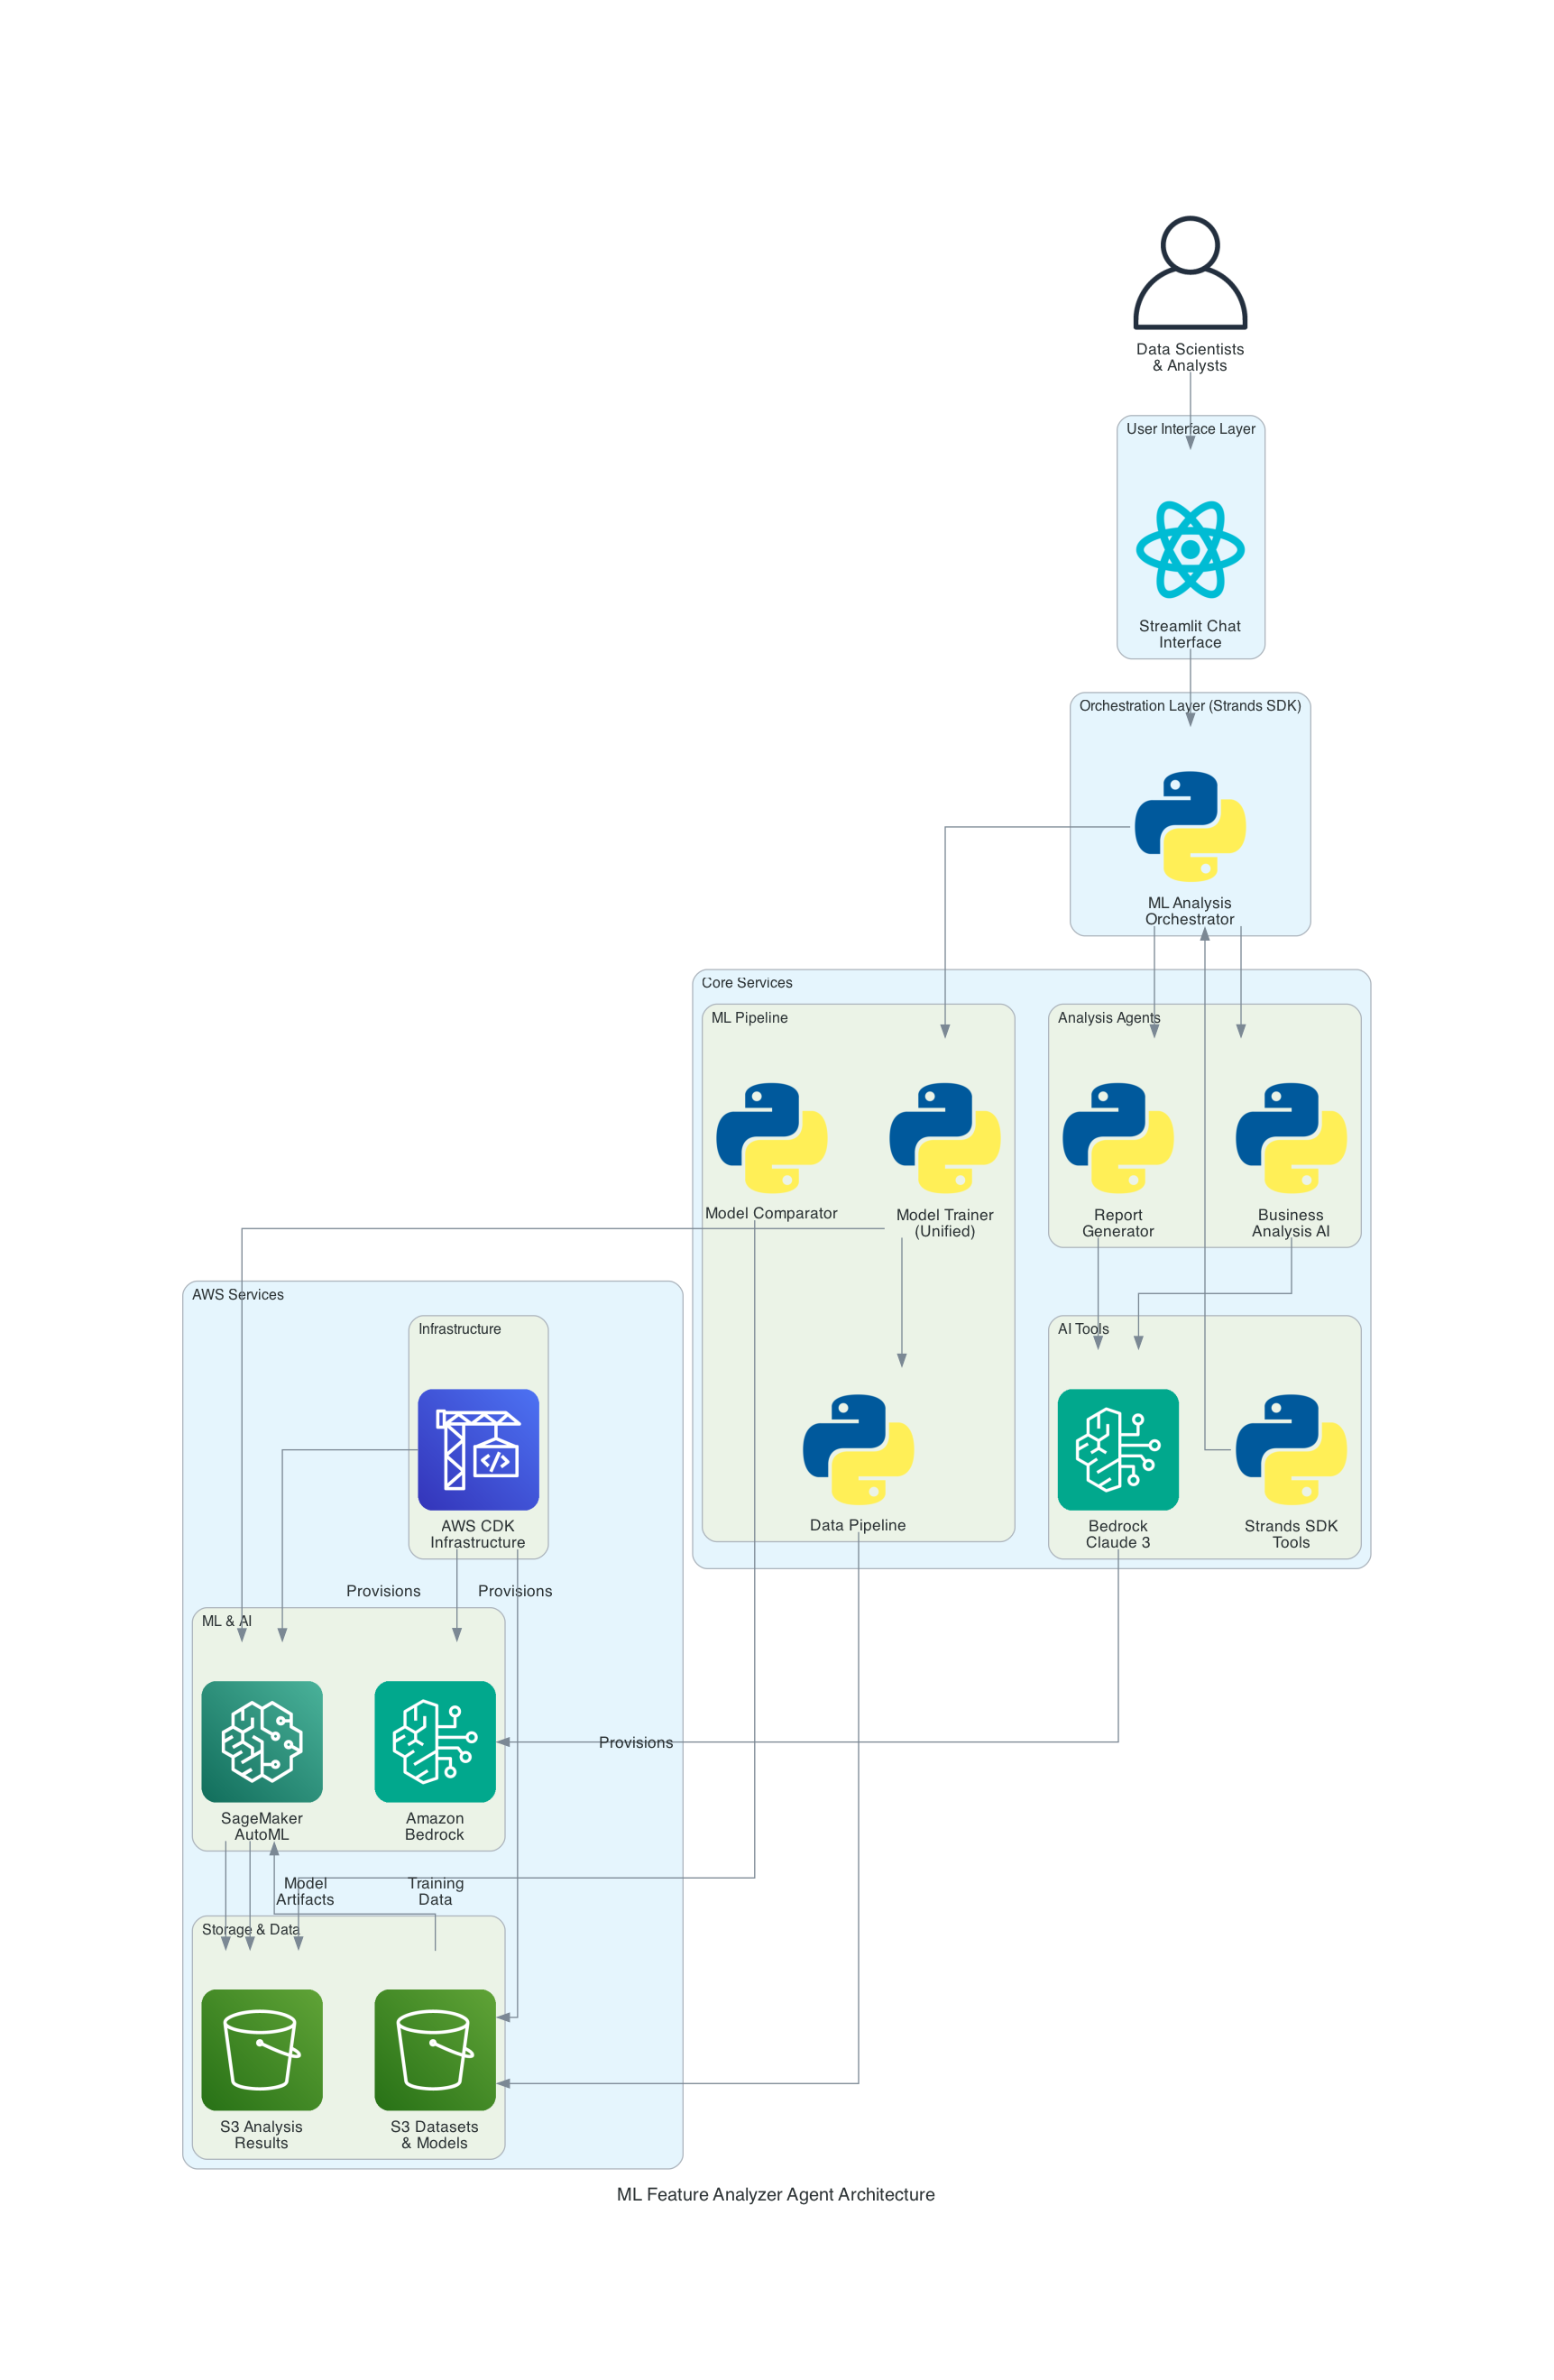 Data Scientists
& Analysts
User Interface Layer
Streamlit Chat
Interface
Orchestration Layer (Strands SDK)
ML Analysis
Orchestrator
Core Services
ML Pipeline
Analysis Agents
Model Comparator
Model Trainer
(Unified)
Report
Generator
Business
Analysis AI
AWS Services
Infrastructure
AI Tools
AWS CDK
Infrastructure
Data Pipeline
Bedrock
Claude 3
Strands SDK
Tools
Provisions
Provisions
ML & AI
Provisions
SageMaker
AutoML
Amazon
Bedrock
Model
Artifacts
Training
Data
Storage & Data
S3 Analysis
Results
S3 Datasets
& Models
ML Feature Analyzer Agent Architecture